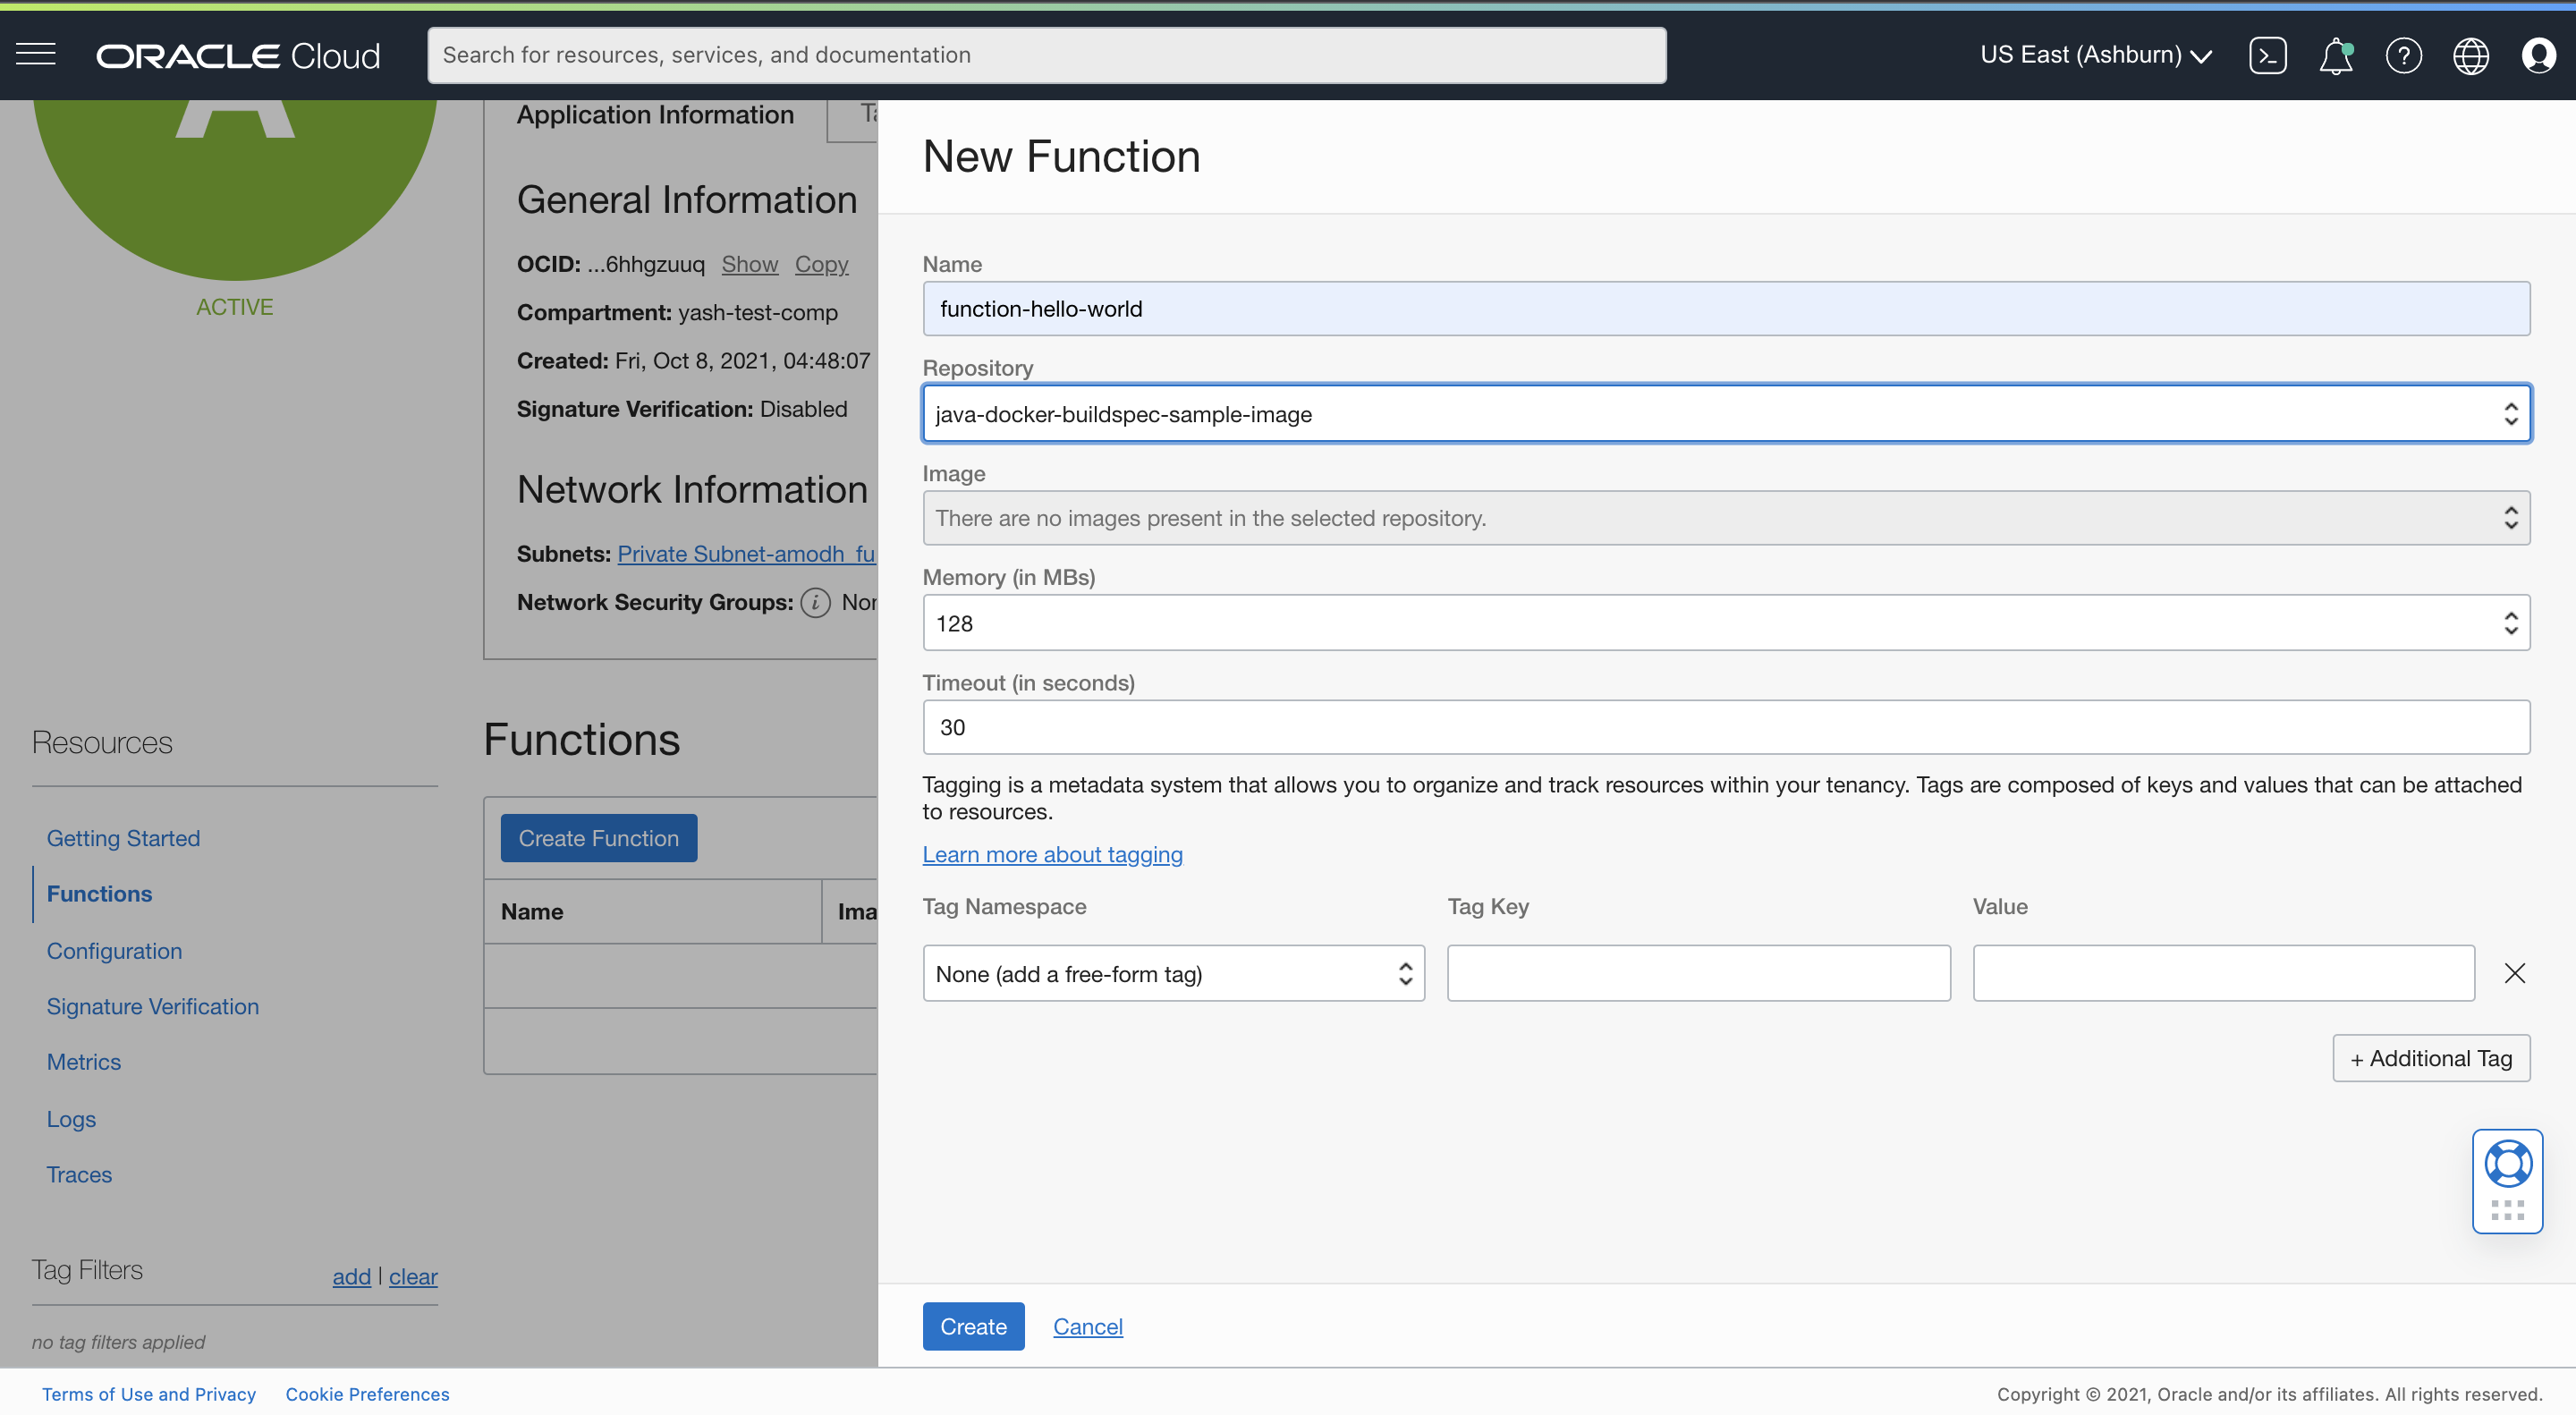 ORACLE Cloud
Search for resources, services, and documentation
US East (Ashburn)
A
ACTIVE
Application Information
General Information
OCID: ...6hhgzuuq Show Copy
Compartment: yash-test-comp
Created: Fri, Oct 8, 2021, 04:48:07
Signature Verification: Disabled
Network Information
Subnets: Private Subnet-amodh_fu
Network Security Groups: i
Resources
Getting Started
Functions
Configuration
Signature Verification
Metrics
Logs
Traces
Tag Filters
add | clear
no tag filters applied
Functions
Create Function
Name
New Function
Name
function-hello-world
Repository
java-docker-buildspec-sample-image
Image
There are no images present in the selected repository.
Memory (in MBs)
128
Timeout (in seconds)
30
Tagging is a metadata system that allows you to organize and track resources within your tenancy. Tags are composed of keys and values that can be attached
to resources.
Learn more about tagging
Tag Namespace Tag Key Value
None (add a free-form tag)
+ Additional Tag
Create Cancel
Terms of Use and Privacy Cookie Preferences
Copyright © 2021, Oracle and/or its affiliates. All rights reserved.